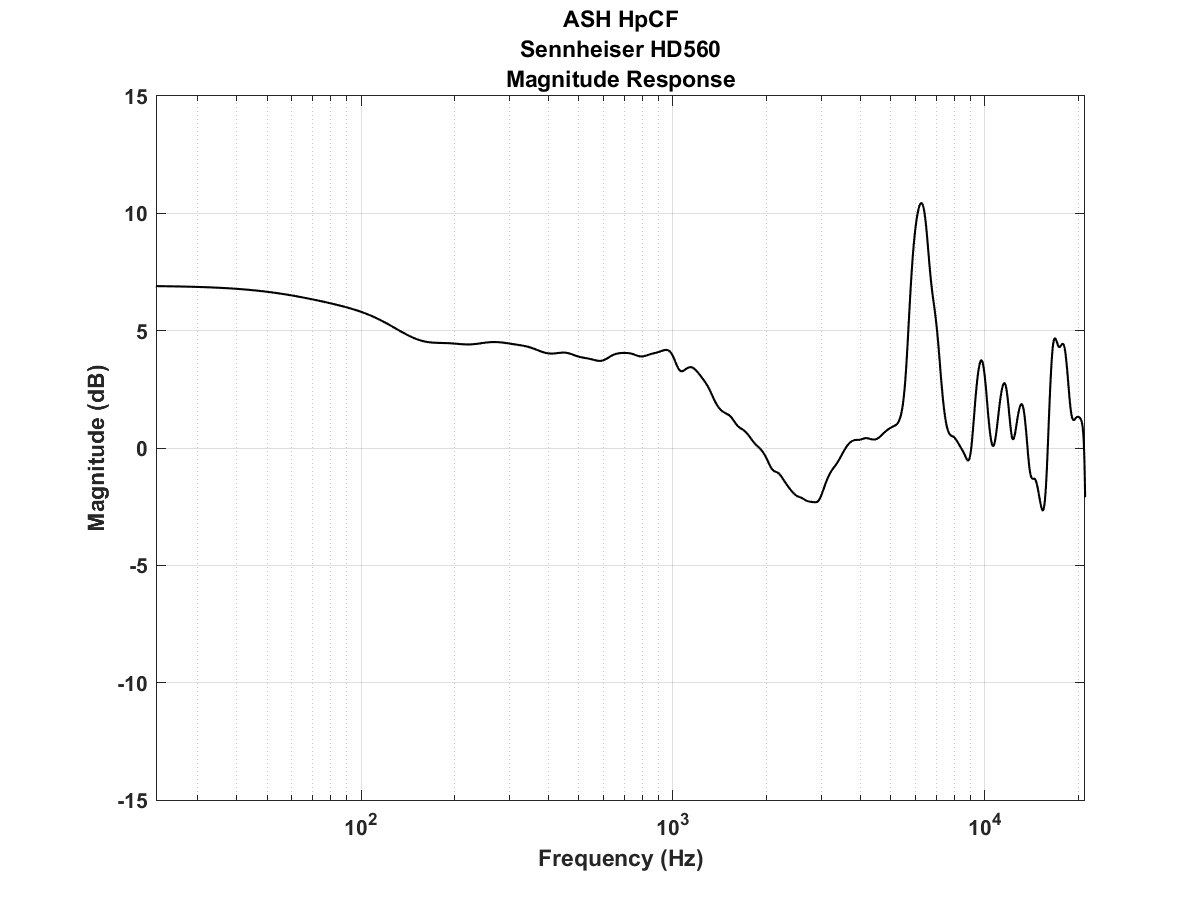 ASH HpCF
Sennheiser HD560
Magnitude Response
15
10
5
0
-5
-10
-15
Magnitude (dB)
10²
10³
10⁴
Frequency (Hz)